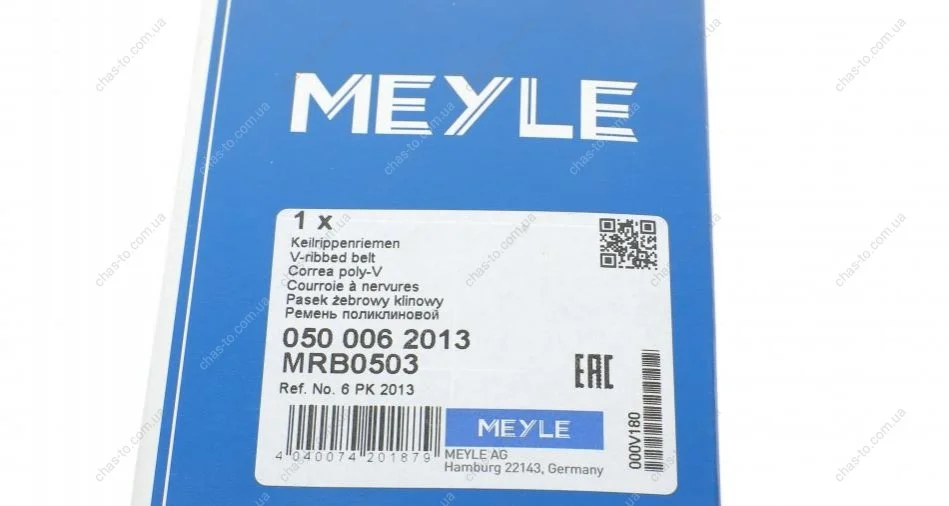 MEYLE
1 x
Keilrippenriemen
V-ribbed belt
Correa poly-V
Courroie à nervures
Pasek żebrowy klinowy
Ремень поликлиновой
050 006 2013
MRB0503
Ref. No. 6 PK 2013
EAC
000V180
4 040074 201879
MEYLE
MEYLE AG
Hamburg 22143, Germany
chas-to.com.ua